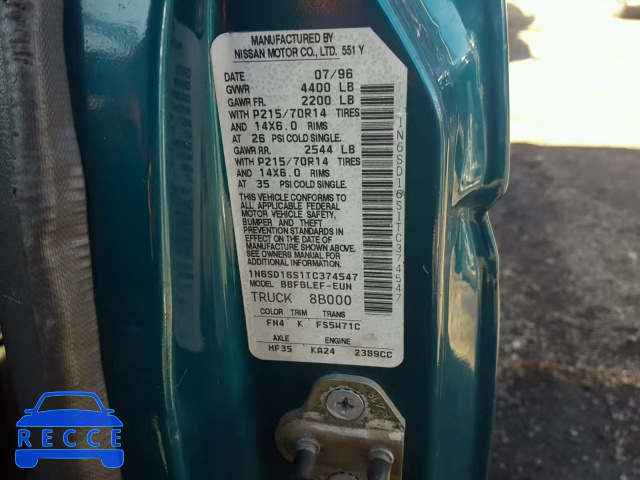 MANUFACTURED BY
NISSAN MOTOR CO., LTD. 551 Y
DATE 07/96
GVWR 4400 LB
GAWR FR. 2200 LB
WITH P215/70R14 TIRES
AND 14X6.0 RIMS
AT 26 PSI COLD SINGLE.
GAWR RR. 2544 LB
WITH P215/70R14 TIRES
AND 14X6.0 RIMS
AT 35 PSI COLD SINGLE.
THIS VEHICLE CONFORMS TO
ALL APPLICABLE FEDERAL
MOTOR VEHICLE SAFETY,
BUMPER AND THEFT
PREVENTION STANDARDS IN
EFFECT ON THE DATE OF
MANUFACTURE SHOWN ABOVE.
SEE OWNERS MANUAL FOR
ADDITIONAL INFORMATION.
1N6SD16S1TC374547
MODEL BBFGLEF-EUN
TRUCK 8B000
COLOR TRIM TRANS
FN4 K FS5W71C
AXLE ENGINE
HF35 KA24 2389CC
1N6SD16S1TC374547
RECCE